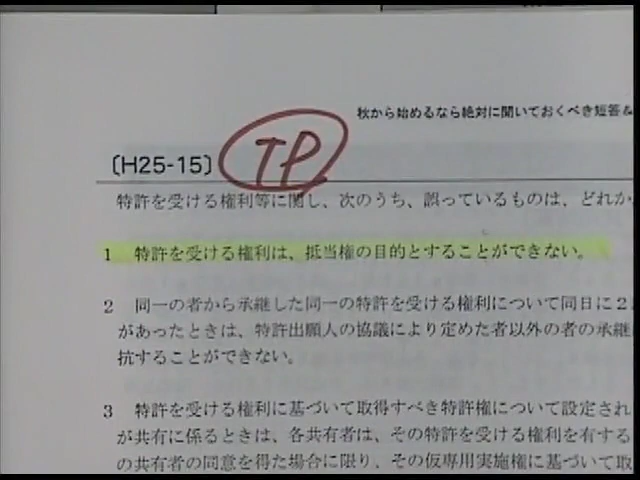 秋から始めるなら絶対に聞いておくべき短答&
〔H25-15〕 TP
特許を受ける権利等に関し、次のうち、誤っているものは、どれか
1 特許を受ける権利は、抵当権の目的とすることができない。
2 同一の者から承継した同一の特許を受ける権利について同日に2
があったときは、特許出願人の協議により定めた者以外の者の承継
抗することができない。
3 特許を受ける権利に基づいて取得すべき特許権について設定され
が共有に係るときは、各共有者は、その特許を受ける権利を有する
の共有者の同意を得た場合に限り、その仮専用実施権に基づいて取